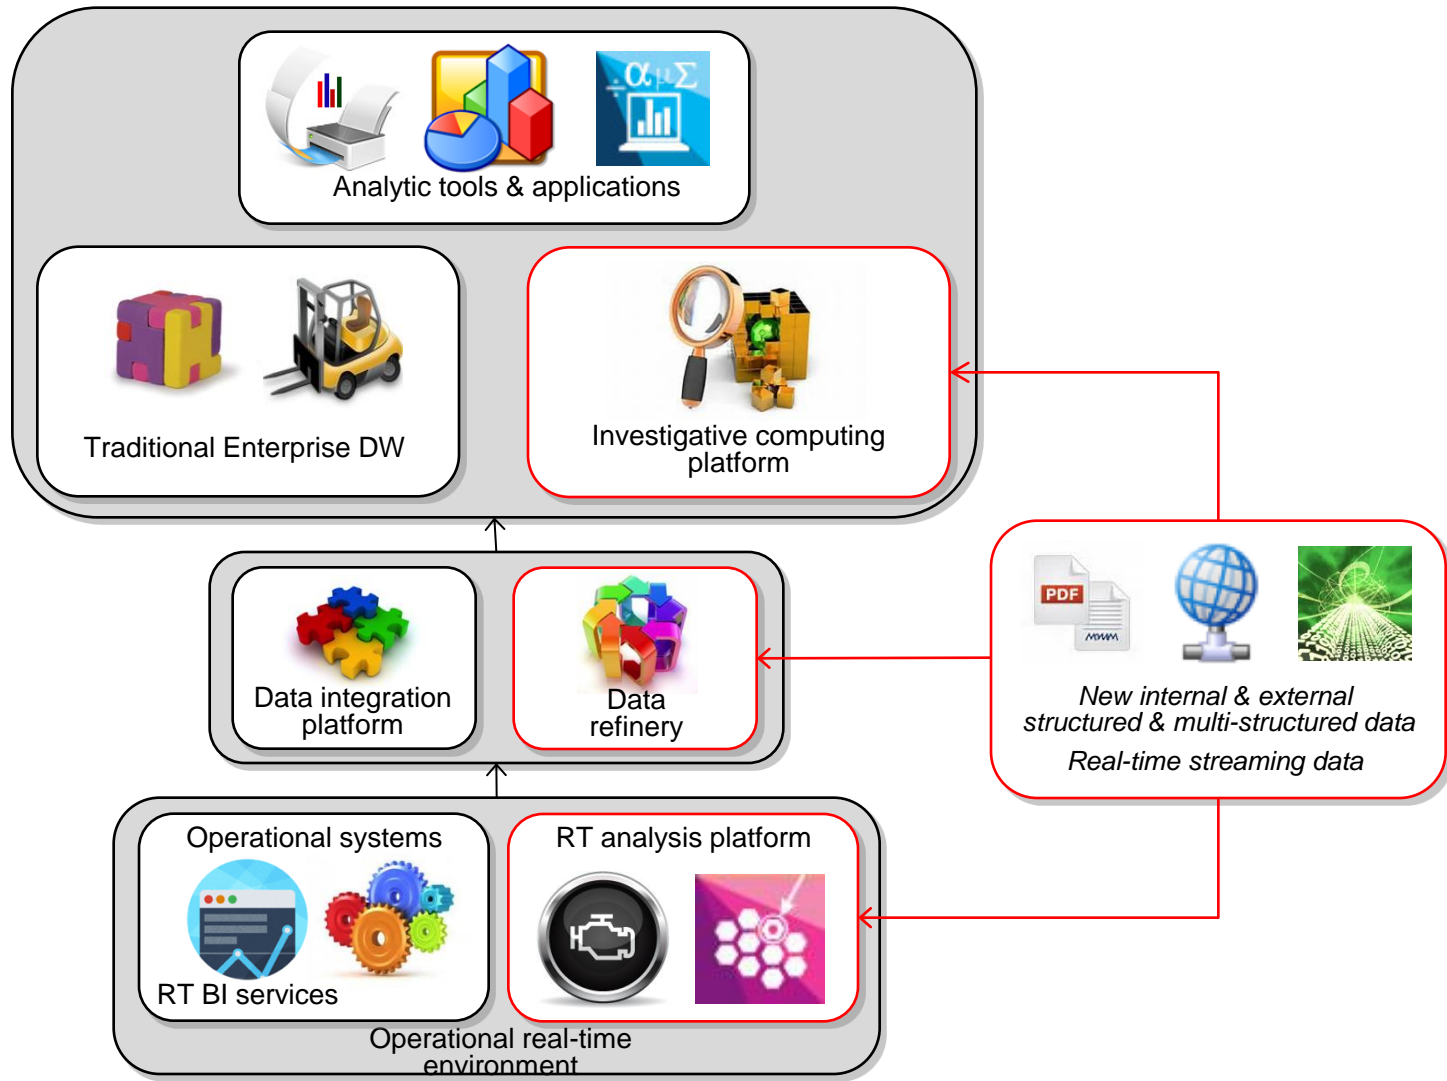 ÷αμΣ
Analytic tools & applications
Traditional Enterprise DW
Investigative computing
platform
PDF
New internal & external
structured & multi-structured data
Real-time streaming data
Data integration
platform
Data
refinery
Operational systems
RT BI services
RT analysis platform
Operational real-time
environment